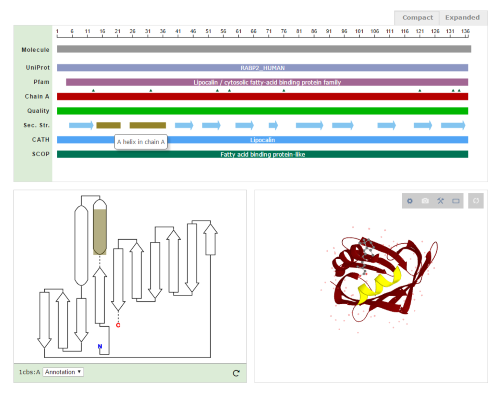 Compact Expanded
1 6 11 16 21 26 31 36 41 46 51 56 61 66 71 76 81 86 91 96 101 106 111 116 121 126 131 136
Molecule
UniProt RABP2_HUMAN
Pfam Lipocalin / cytosolic fatty-acid binding protein family
Chain A
Quality
Sec. Str.
A helix in chain A
CATH Lipocalin
SCOP Fatty acid binding protein-like
C
N
1cbs:A Annotation